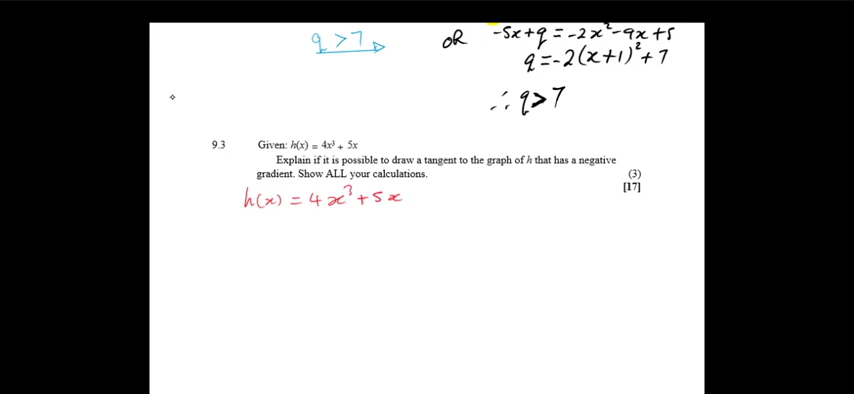 q > 7
OR -5x+q = -2x²-9x+5
q = -2(x+1)²+7
∴ q > 7
9.3 Given: h(x) = 4x³ + 5x
Explain if it is possible to draw a tangent to the graph of h that has a negative
gradient. Show ALL your calculations. (3)
[17]
h(x) = 4x³+5x